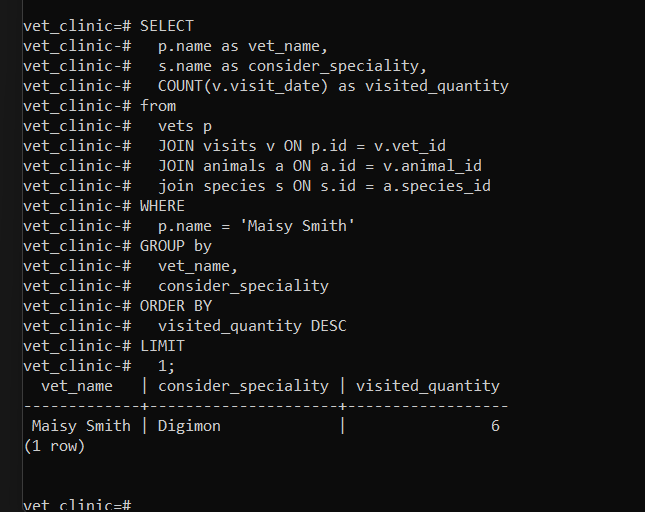 vet_clinic=# SELECT
vet_clinic-#   p.name as vet_name,
vet_clinic-#   s.name as consider_speciality,
vet_clinic-#   COUNT(v.visit_date) as visited_quantity
vet_clinic-# from
vet_clinic-#   vets p
vet_clinic-#   JOIN visits v ON p.id = v.vet_id
vet_clinic-#   JOIN animals a ON a.id = v.animal_id
vet_clinic-#   join species s ON s.id = a.species_id
vet_clinic-# WHERE
vet_clinic-#   p.name = 'Maisy Smith'
vet_clinic-# GROUP by
vet_clinic-#   vet_name,
vet_clinic-#   consider_speciality
vet_clinic-# ORDER BY
vet_clinic-#   visited_quantity DESC
vet_clinic-# LIMIT
vet_clinic-#   1;
  vet_name   | consider_speciality | visited_quantity
-------------+---------------------+------------------
 Maisy Smith | Digimon             |                6
(1 row)
vet_clinic=#